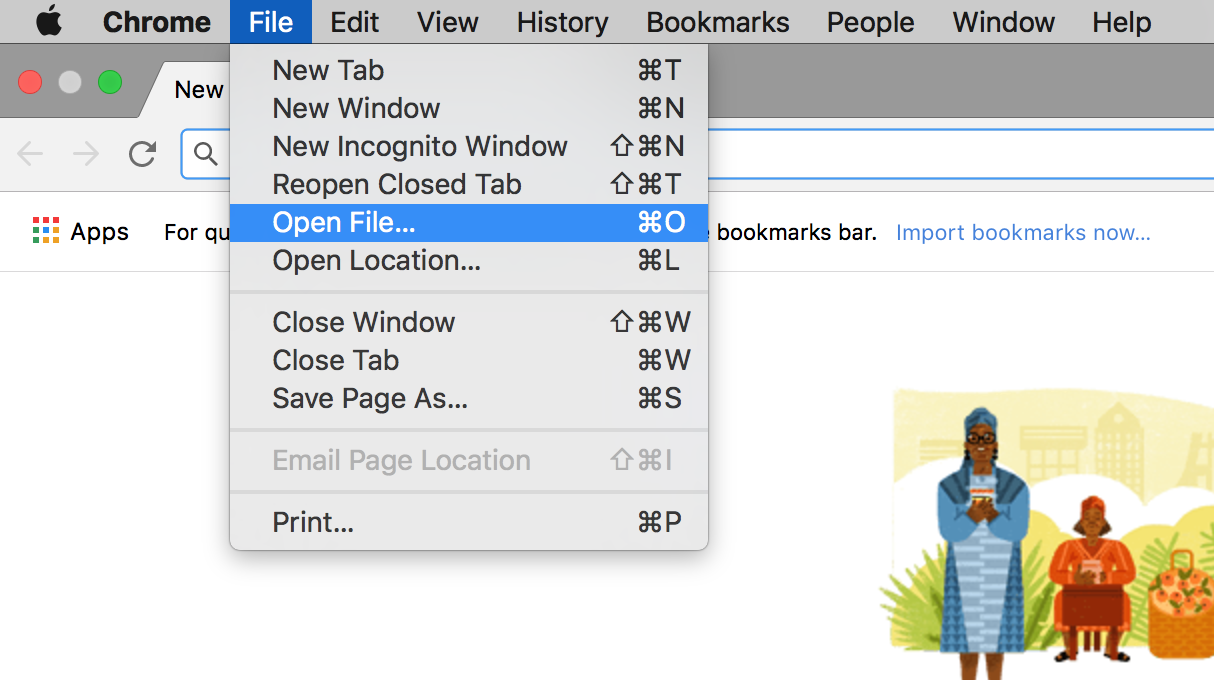 Chrome File Edit View History Bookmarks People Window Help
New
New Tab ⌘T
New Window ⌘N
New Incognito Window ⇧⌘N
Reopen Closed Tab ⇧⌘T
Open File... ⌘O
Open Location... ⌘L
Close Window ⇧⌘W
Close Tab ⌘W
Save Page As... ⌘S
Email Page Location ⇧⌘I
Print... ⌘P
Apps For qu bookmarks bar. Import bookmarks now...